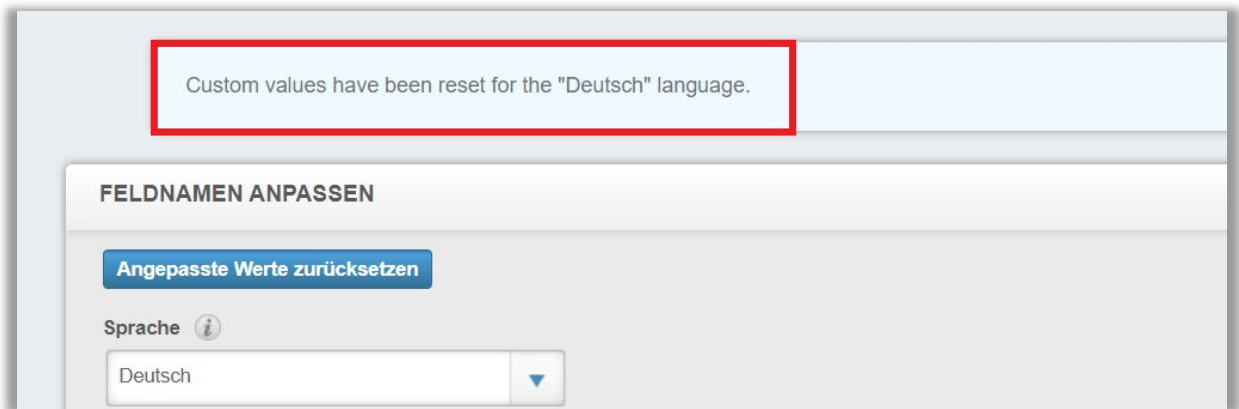 Custom values have been reset for the "Deutsch" language.
FELDNAMEN ANPASSEN
Angepasste Werte zurücksetzen
Sprache i
Deutsch